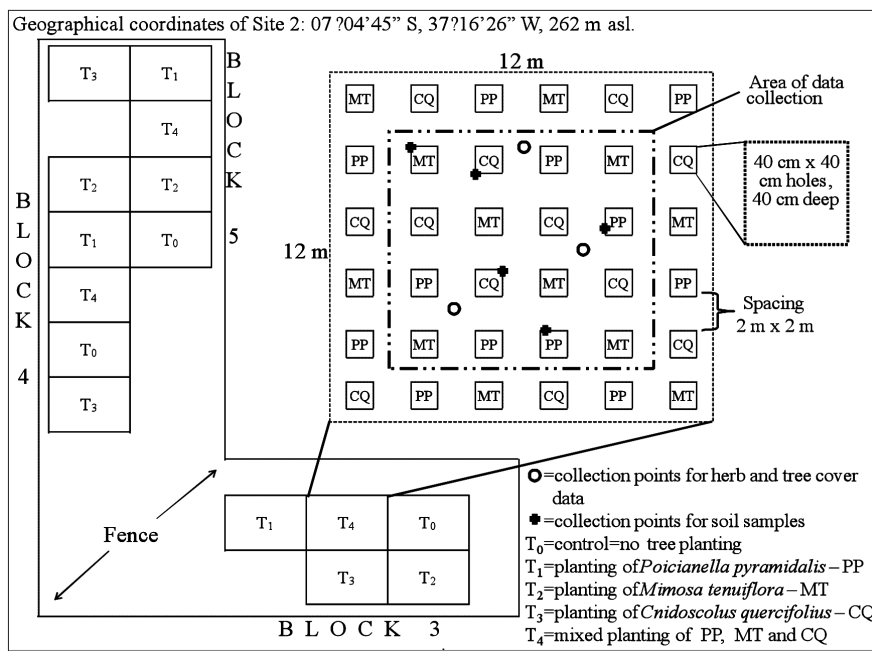 Geographical coordinates of Site 2: 07 ?04'45” S, 37?16'26” W, 262 m asl.
BLOCK 5
T3 T1
T4
T2 T2
T1 T0
T4
T0
T3
BLOCK 4
12 m
12 m
MT CQ PP MT CQ PP
PP MT CQ PP MT CQ
CQ CQ MT CQ PP MT
MT PP CQ MT CQ PP
PP MT PP PP MT CQ
CQ PP MT CQ PP MT
Area of data
collection
40 cm x 40
cm holes,
40 cm deep
Spacing
2 m x 2 m
Fence
T1 T4 T0
T3 T2
BLOCK 3
=collection points for herb and tree cover
data
=collection points for soil samples
T0=control=no tree planting
T1=planting of Poicianella pyramidalis – PP
T2=planting of Mimosa tenuiflora – MT
T3=planting of Cnidoscolus quercifolius – CQ
T4=mixed planting of PP, MT and CQ